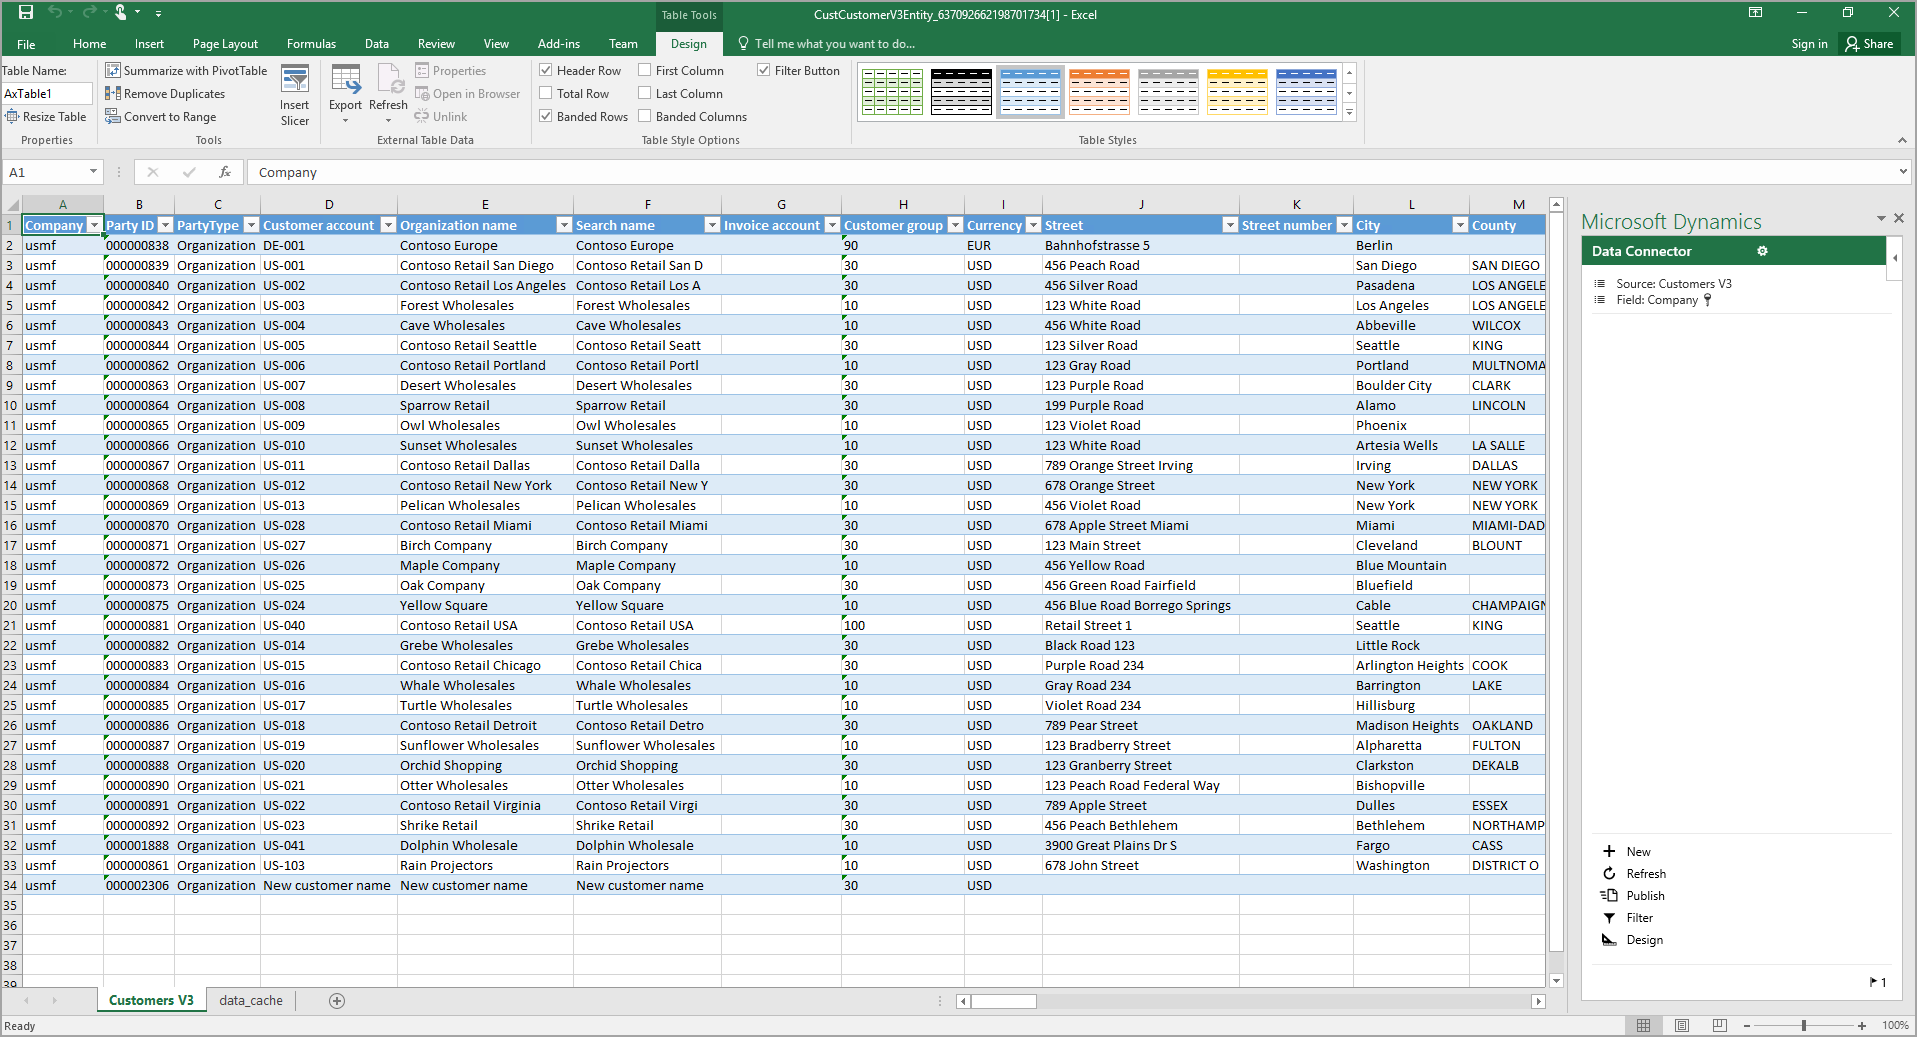 Table Tools
CustCustomerV3Entity_637092662198701734[1] - Excel
File Home Insert Page Layout Formulas Data Review View Add-ins Team Design Tell me what you want to do... Sign in Share
Table Name:
AxTable1
Resize Table
Properties
Summarize with PivotTable
Remove Duplicates
Convert to Range
Insert Slicer
Tools
Export Refresh
Properties
Open in Browser
Unlink
External Table Data
Header Row First Column Filter Button
Total Row Last Column
Banded Rows Banded Columns
Table Style Options
Table Styles
A1 fx Company
A B C D E F G H I J K L M
1 Company Party ID PartyType Customer account Organization name Search name Invoice account Customer group Currency Street Street number City County
2 usmf 000000838 Organization DE-001 Contoso Europe Contoso Europe 90 EUR Bahnhofstrasse 5 Berlin
3 usmf 000000839 Organization US-001 Contoso Retail San Diego Contoso Retail San D 30 USD 456 Peach Road San Diego SAN DIEGO
4 usmf 000000840 Organization US-002 Contoso Retail Los Angeles Contoso Retail Los A 30 USD 456 Silver Road Pasadena LOS ANGELE
5 usmf 000000842 Organization US-003 Forest Wholesales Forest Wholesales 10 USD 123 White Road Los Angeles LOS ANGELE
6 usmf 000000843 Organization US-004 Cave Wholesales Cave Wholesales 10 USD 456 White Road Abbeville WILCOX
7 usmf 000000844 Organization US-005 Contoso Retail Seattle Contoso Retail Seatt 30 USD 123 Silver Road Seattle KING
8 usmf 000000862 Organization US-006 Contoso Retail Portland Contoso Retail Portl 10 USD 123 Gray Road Portland MULTNOMA
9 usmf 000000863 Organization US-007 Desert Wholesales Desert Wholesales 30 USD 123 Purple Road Boulder City CLARK
10 usmf 000000864 Organization US-008 Sparrow Retail Sparrow Retail 30 USD 199 Purple Road Alamo LINCOLN
11 usmf 000000865 Organization US-009 Owl Wholesales Owl Wholesales 10 USD 123 Violet Road Phoenix
12 usmf 000000866 Organization US-010 Sunset Wholesales Sunset Wholesales 10 USD 123 White Road Artesia Wells LA SALLE
13 usmf 000000867 Organization US-011 Contoso Retail Dallas Contoso Retail Dalla 30 USD 789 Orange Street Irving Irving DALLAS
14 usmf 000000868 Organization US-012 Contoso Retail New York Contoso Retail New Y 30 USD 678 Orange Street New York NEW YORK
15 usmf 000000869 Organization US-013 Pelican Wholesales Pelican Wholesales 10 USD 456 Violet Road New York NEW YORK
16 usmf 000000870 Organization US-028 Contoso Retail Miami Contoso Retail Miami 30 USD 678 Apple Street Miami Miami MIAMI-DAD
17 usmf 000000871 Organization US-027 Birch Company Birch Company 30 USD 123 Main Street Cleveland BLOUNT
18 usmf 000000872 Organization US-026 Maple Company Maple Company 10 USD 456 Yellow Road Blue Mountain
19 usmf 000000873 Organization US-025 Oak Company Oak Company 30 USD 456 Green Road Fairfield Bluefield
20 usmf 000000875 Organization US-024 Yellow Square Yellow Square 10 USD 456 Blue Road Borrego Springs Cable CHAMPAIGN
21 usmf 000000881 Organization US-040 Contoso Retail USA Contoso Retail USA 100 USD Retail Street 1 Seattle KING
22 usmf 000000882 Organization US-014 Grebe Wholesales Grebe Wholesales 30 USD Black Road 123 Little Rock
23 usmf 000000883 Organization US-015 Contoso Retail Chicago Contoso Retail Chica 30 USD Purple Road 234 Arlington Heights COOK
24 usmf 000000884 Organization US-016 Whale Wholesales Whale Wholesales 10 USD Gray Road 234 Barrington LAKE
25 usmf 000000885 Organization US-017 Turtle Wholesales Turtle Wholesales 10 USD Violet Road 234 Hillisburg
26 usmf 000000886 Organization US-018 Contoso Retail Detroit Contoso Retail Detro 30 USD 789 Pear Street Madison Heights OAKLAND
27 usmf 000000887 Organization US-019 Sunflower Wholesales Sunflower Wholesales 10 USD 123 Bradberry Street Alpharetta FULTON
28 usmf 000000888 Organization US-020 Orchid Shopping Orchid Shopping 30 USD 123 Granberry Street Clarkston DEKALB
29 usmf 000000890 Organization US-021 Otter Wholesales Otter Wholesales 10 USD 123 Peach Road Federal Way Bishopville
30 usmf 000000891 Organization US-022 Contoso Retail Virginia Contoso Retail Virgi 30 USD 789 Apple Street Dulles ESSEX
31 usmf 000000892 Organization US-023 Shrike Retail Shrike Retail 30 USD 456 Peach Bethlehem Bethlehem NORTHAMP
32 usmf 000001888 Organization US-041 Dolphin Wholesale Dolphin Wholesale 10 USD 3900 Great Plains Dr S Fargo CASS
33 usmf 000000861 Organization US-103 Rain Projectors Rain Projectors 10 USD 678 John Street Washington DISTRICT O
34 usmf 000002306 Organization New customer name New customer name New customer name 30 USD
35
36
37
38
39
Microsoft Dynamics
Data Connector
Source: Customers V3
Field: Company
New
Refresh
Publish
Filter
Design
1
Customers V3 data_cache
Ready 100%